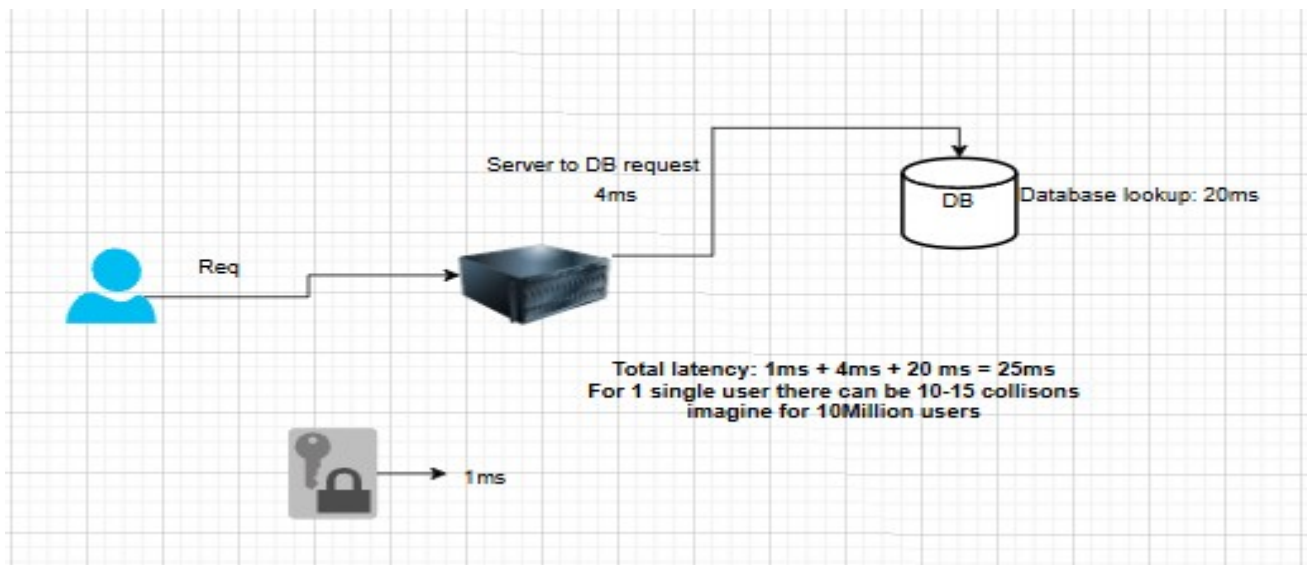 Server to DB request
4ms
DB
Database lookup: 20ms
Req
Total latency: 1ms + 4ms + 20 ms = 25ms
For 1 single user there can be 10-15 collisons
imagine for 10Million users
1ms